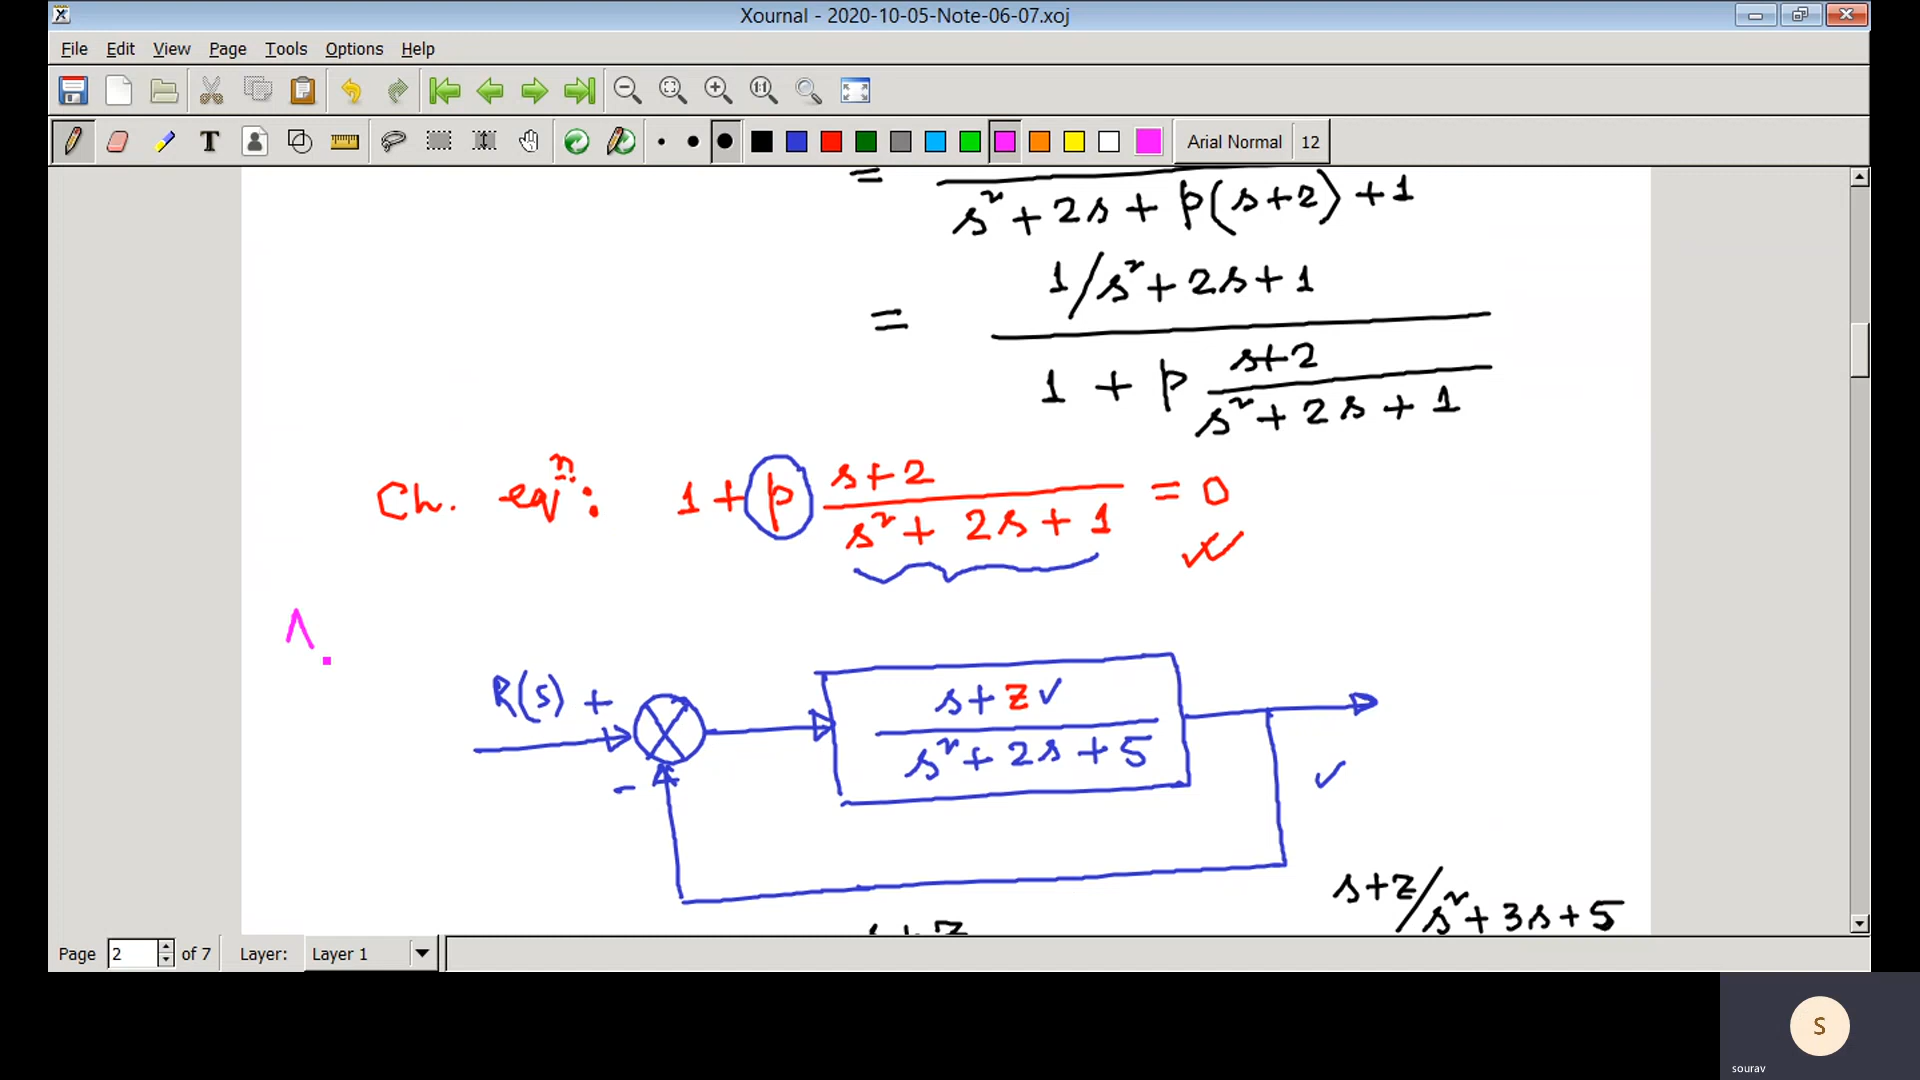 Xournal - 2020-10-05-Note-06-07.xoj
File Edit View Page Tools Options Help
T Arial Normal 12
=
s² + 2s + p(s+2) + 1
1/s² + 2s + 1
=
1 + p s+2
s² + 2s + 1
Ch. eqⁿ: 1 + p s+2 = 0
s² + 2s + 1
R(s) +
s + z ✓
s² + 2s + 5
-
✓
s+z/s² + 3s + 5
Page 2 of 7 Layer: Layer 1
S
sourav